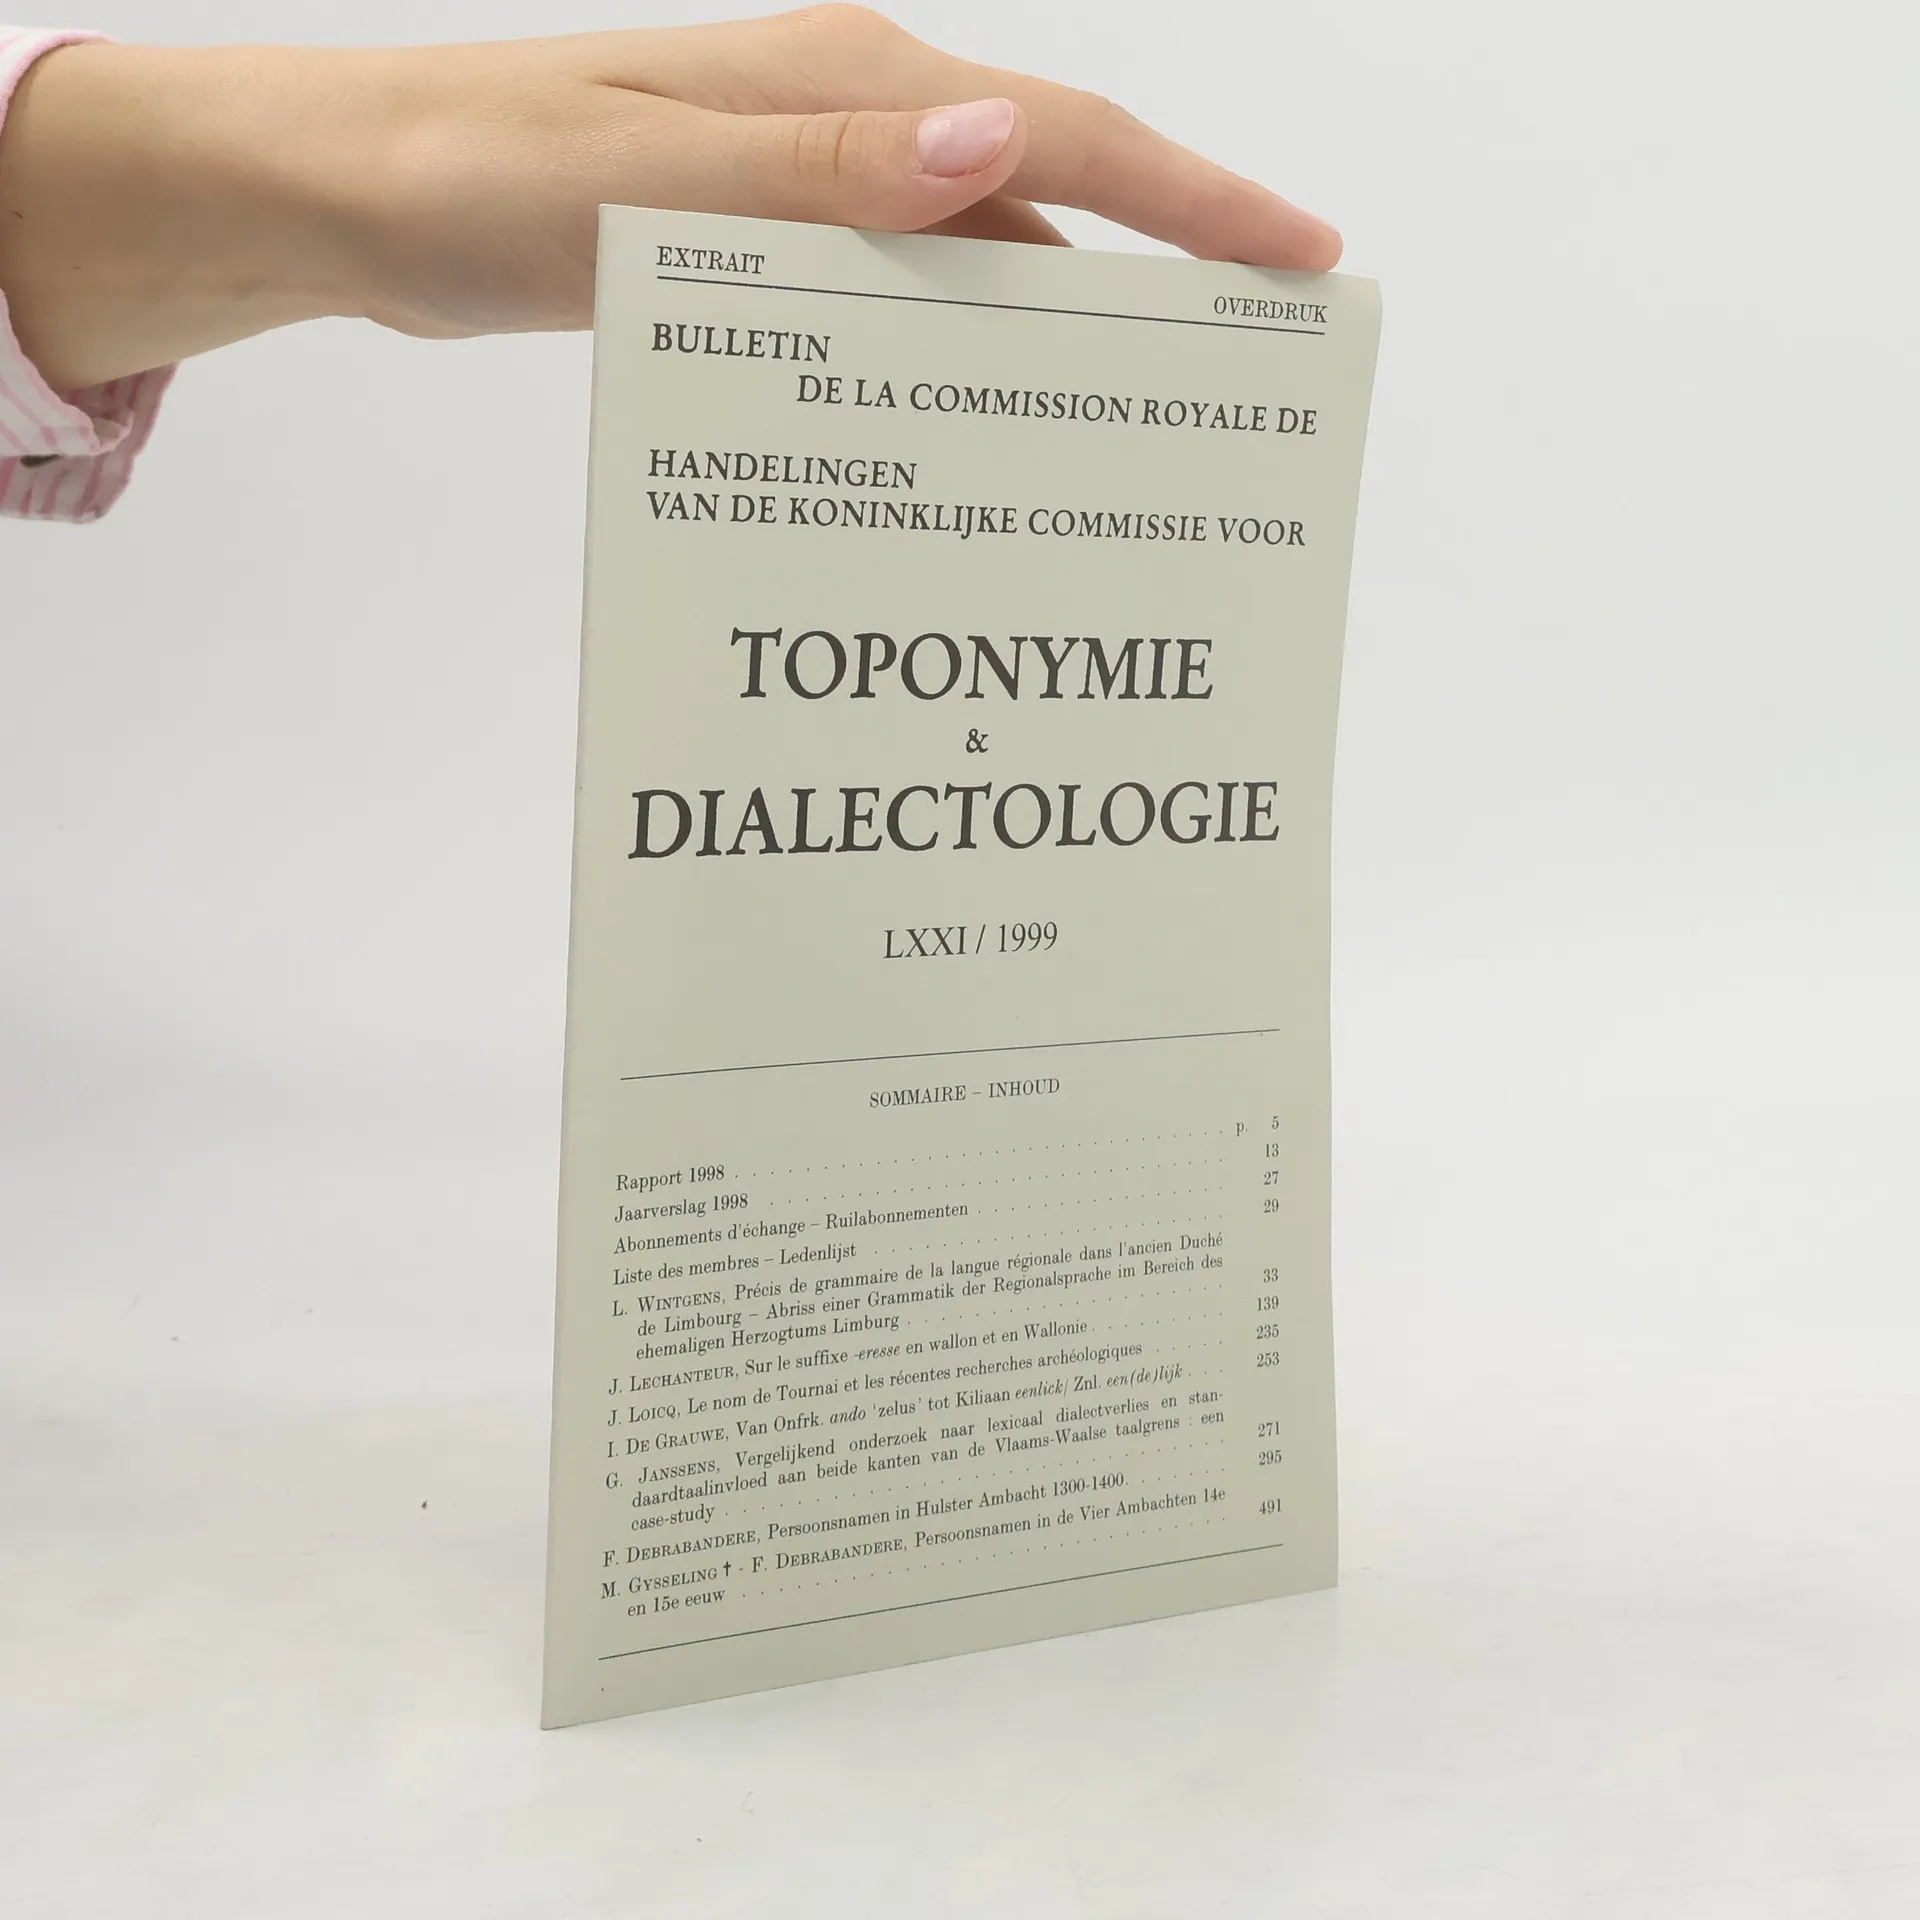 EXTRAIT
OVERDRUK
BULLETIN
DE LA COMMISSION ROYALE DE
HANDELINGEN
VAN DE KONINKLIJKE COMMISSIE VOOR
TOPONYMIE
&
DIALECTOLOGIE
LXXI / 1999
SOMMAIRE – INHOUD
Rapport 1998 . . . . . . . . . . . . . . . . . . . . . . . . . . . . p. 5
Jaarverslag 1998 . . . . . . . . . . . . . . . . . . . . . . . . . . . 13
Abonnements d'échange – Ruilabonnementen . . . . . . . . . . . . . . . 27
Liste des membres – Ledenlijst . . . . . . . . . . . . . . . . . . . . . 29
L. WINTGENS, Précis de grammaire de la langue régionale dans l'ancien Duché
de Limbourg – Abriss einer Grammatik der Regionalsprache im Bereich des
ehemaligen Herzogtums Limburg . . . . . . . . . . . . . . . . . . . 33
J. LECHANTEUR, Sur le suffixe -eresse en wallon et en Wallonie . . . . . . . . 139
J. LOICQ, Le nom de Tournai et les récentes recherches archéologiques . . . . . 235
I. DE GRAUWE, Van Onfrk. ando 'zelus' tot Kiliaan eenlick/ Znl. een(de)lijk . . . 253
G. JANSSENS, Vergelijkend onderzoek naar lexicaal dialectverlies en stan-
daardtaalinvloed aan beide kanten van de Vlaams-Waalse taalgrens : een
case-study . . . . . . . . . . . . . . . . . . . . . . . . . . . . . 271
F. DEBRABANDERE, Persoonsnamen in Hulster Ambacht 1300-1400. . . . . . . 295
M. GYSSELING † - F. DEBRABANDERE, Persoonsnamen in de Vier Ambachten 14e
en 15e eeuw . . . . . . . . . . . . . . . . . . . . . . . . . . . . 491